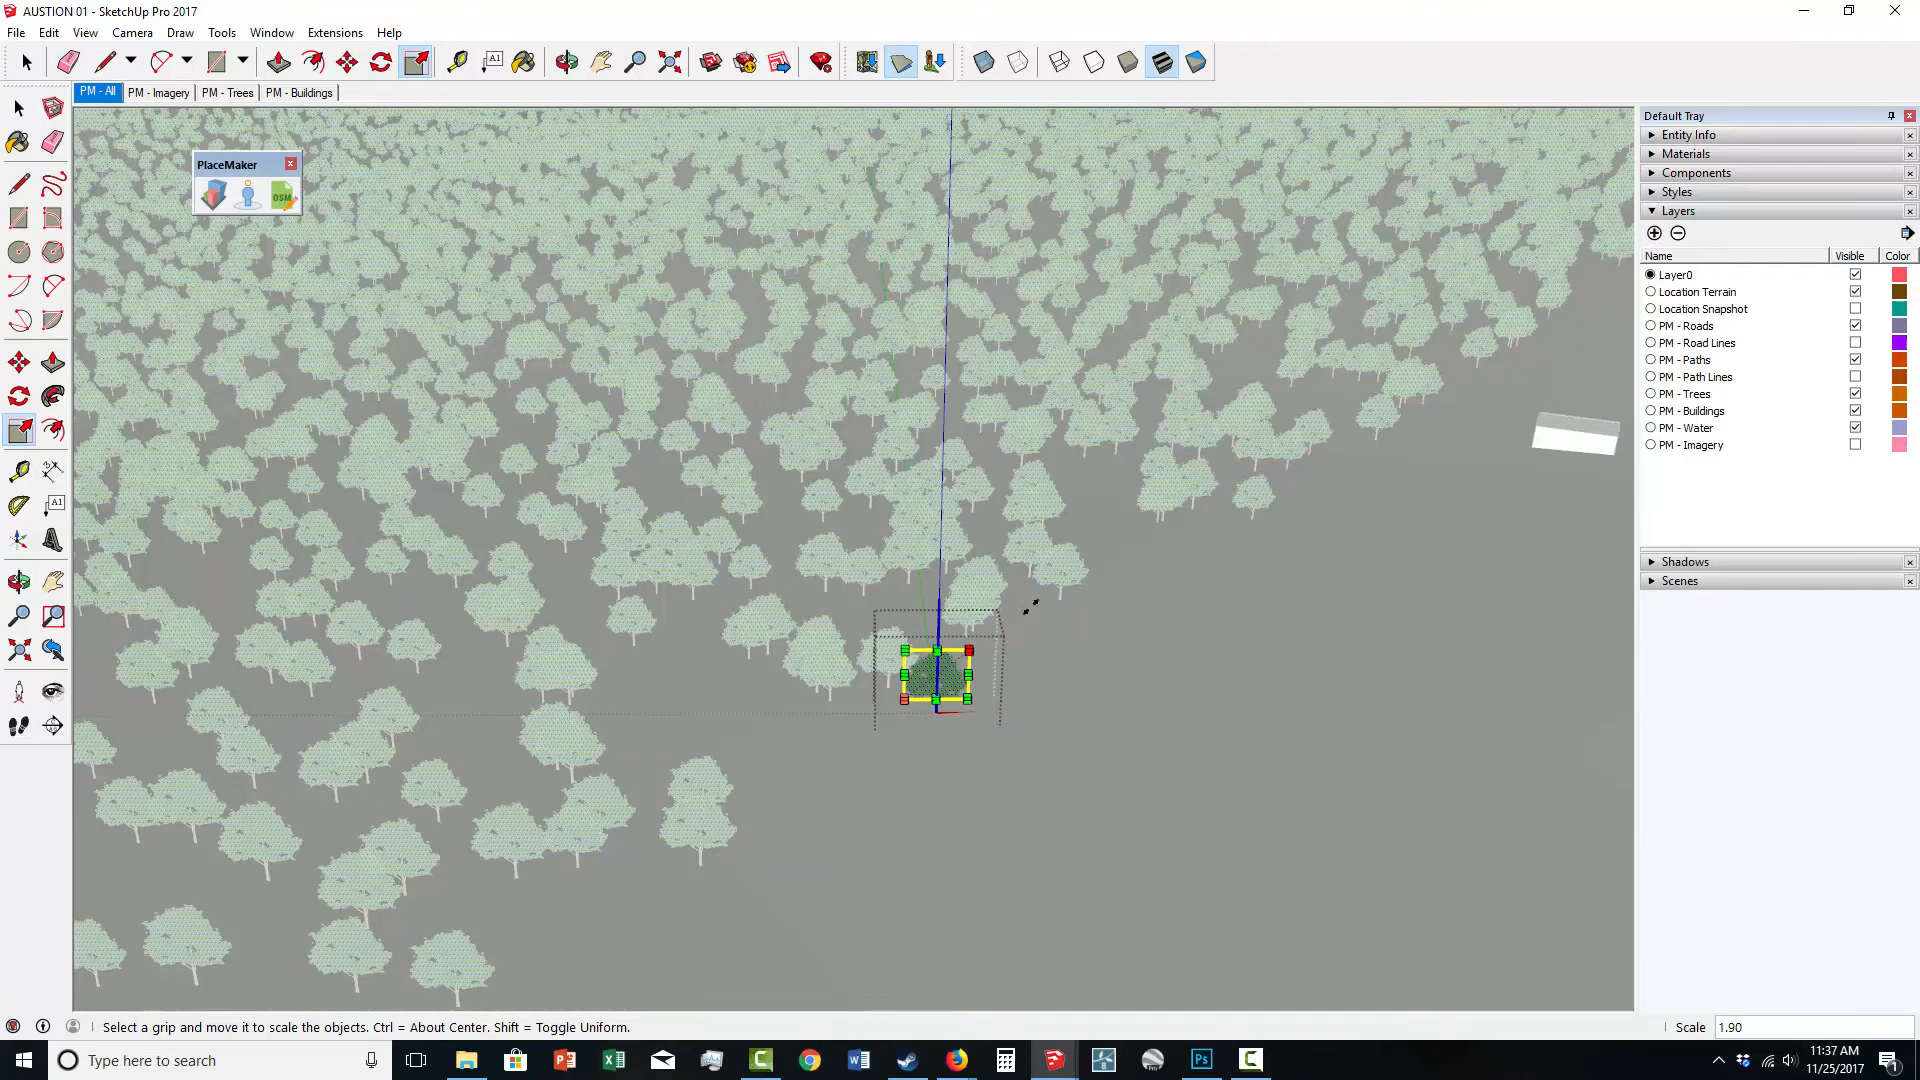 AUSTION 01 - SketchUp Pro 2017
File Edit View Camera Draw Tools Window Extensions Help
A1
PM - All PM - Imagery PM - Trees PM - Buildings
PlaceMaker
OSM
A1
Default Tray
Entity Info
Materials
Components
Styles
Layers
Name Visible Color
Layer0
Location Terrain
Location Snapshot
PM - Roads
PM - Road Lines
PM - Paths
PM - Path Lines
PM - Trees
PM - Buildings
PM - Water
PM - Imagery
Shadows
Scenes
Select a grip and move it to scale the objects. Ctrl = About Center. Shift = Toggle Uniform.
Scale 1.90
Type here to search
Ps
11:37 AM
11/25/2017